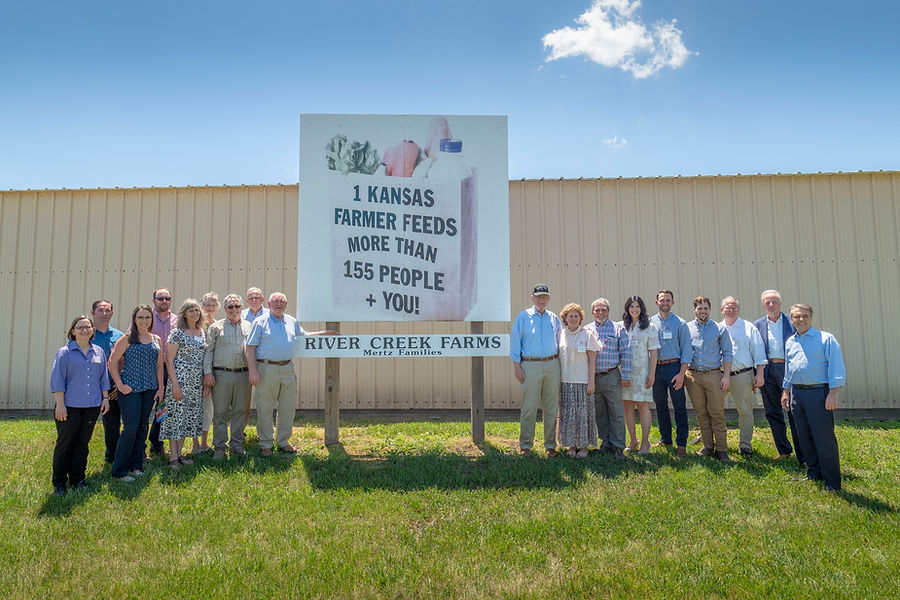 1 KANSAS
FARMER FEEDS
MORE THAN
155 PEOPLE
+ YOU!
RIVER CREEK FARMS
Mertz Families